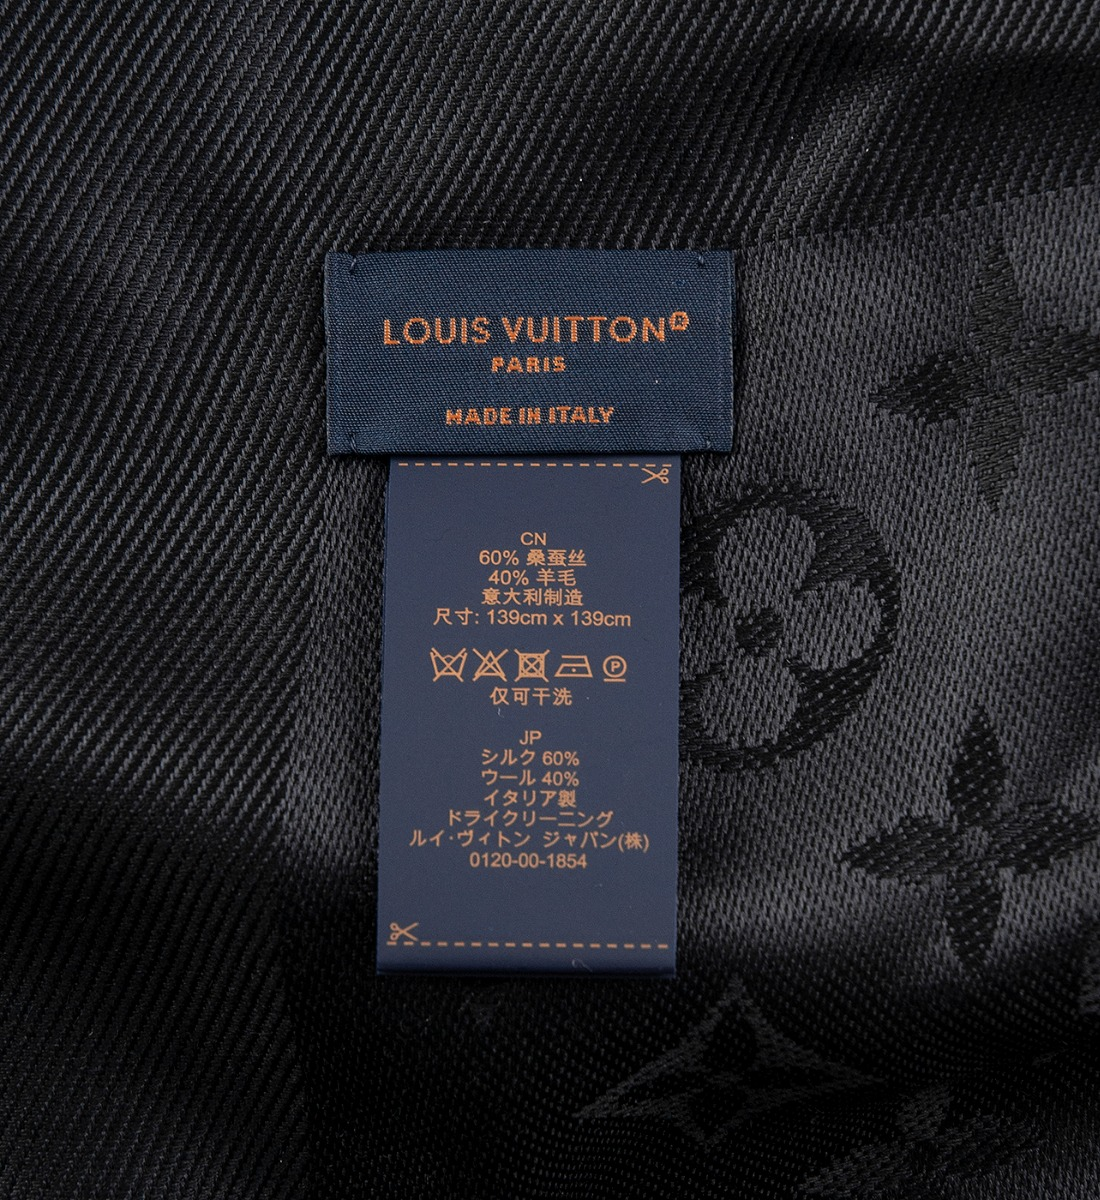 LOUIS VUITTON®
PARIS
MADE IN ITALY
CN
60% 桑蚕丝
40% 羊毛
意大利制造
尺寸: 139cm x 139cm
P
仅可干洗
JP
シルク 60%
ウール 40%
イタリア製
ドライクリーニング
ルイ·ヴィトン ジャパン(株)
0120-00-1854